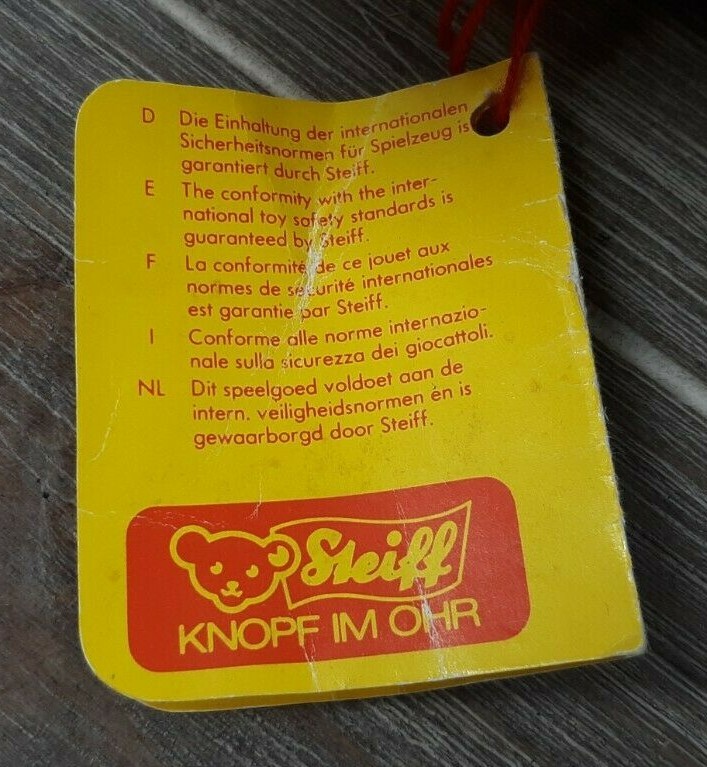 D Die Einhaltung der internationalen
Sicherheitsnormen für Spielzeug is
garantiert durch Steiff.
E The conformity with the inter-
national toy safety standards is
guaranteed by Steiff.
F La conformité de ce jouet aux
normes de sécurité internationales
est garantie par Steiff.
I Conforme alle norme internazio-
nale sulla sicurezza dei giocattoli.
NL Dit speelgoed voldoet aan de
intern. veiligheidsnormen én is
gewaarborgd door Steiff.
Steiff
KNOPF IM OHR